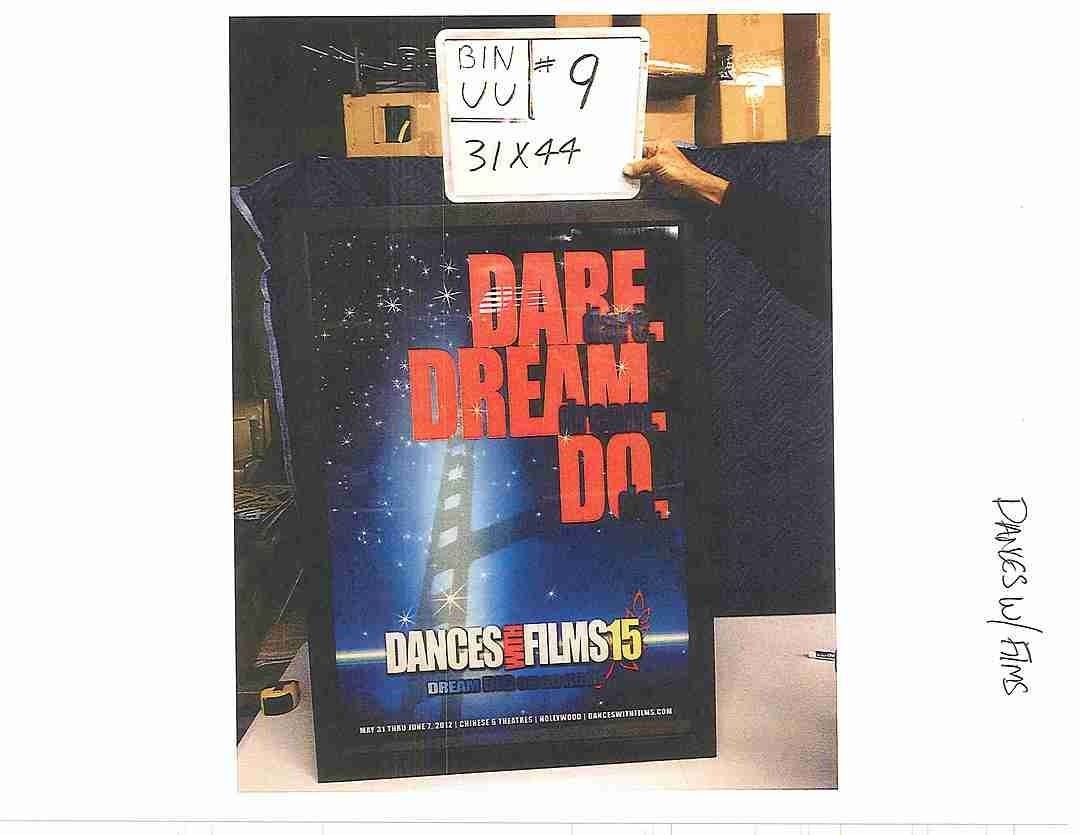 BIN # 9
UU
31X44
DARE.
DREAM.
DO.
DANCES WITH FILMS 15
DREAM
MAY 31 THRU JUNE 7, 2012 | CHINESE 6 THEATRES | HOLLYWOOD | DANCESWITHFILMS.COM
DANCES W/ FILMS